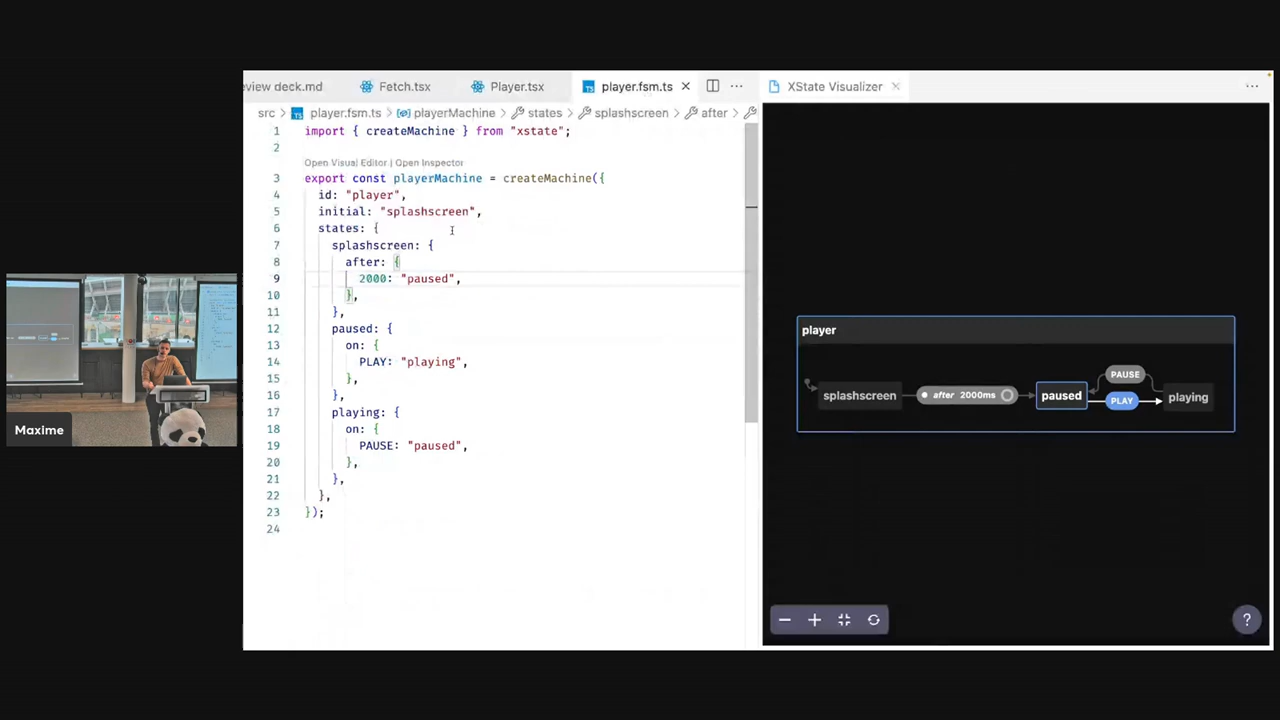 eview deck.md
Fetch.tsx
Player.tsx
TS player.fsm.ts
XState Visualizer
src > TS player.fsm.ts > playerMachine > states > splashscreen > after >
1 import { createMachine } from "xstate";
2
Open Visual Editor | Open Inspector
3 export const playerMachine = createMachine({
4 id: "player",
5 initial: "splashscreen",
6 states: {
7 splashscreen: {
8 after: {
9 2000: "paused",
10 },
11 },
12 paused: {
13 on: {
14 PLAY: "playing",
15 },
16 },
17 playing: {
18 on: {
19 PAUSE: "paused",
20 },
21 },
22 },
23 });
24
player
splashscreen
after 2000ms
paused
PAUSE
PLAY
playing
?
Maxime